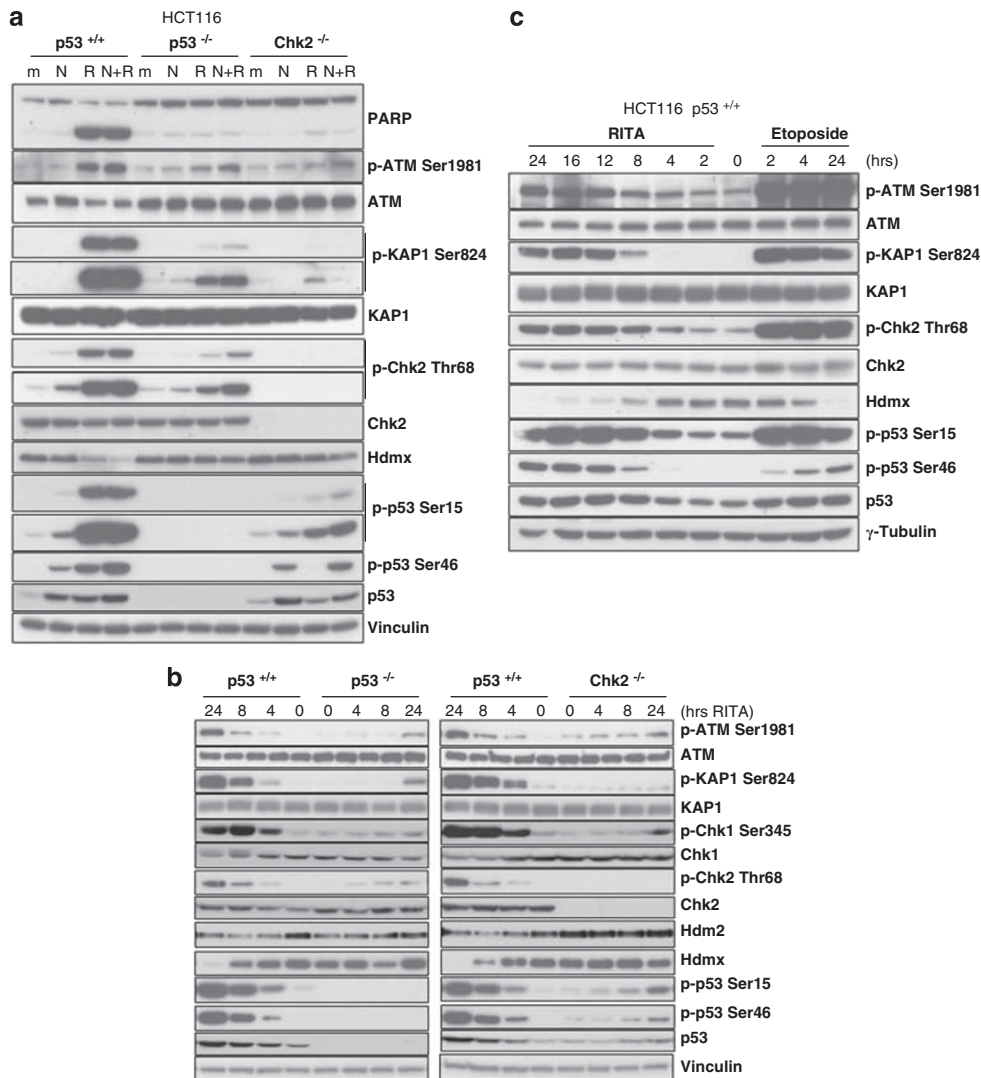 a
HCT116
p53 +/+ p53 -/- Chk2 -/-
m N R N+R m N R N+R m N R N+R
PARP
p-ATM Ser1981
ATM
p-KAP1 Ser824
KAP1
p-Chk2 Thr68
Chk2
Hdmx
p-p53 Ser15
p-p53 Ser46
p53
Vinculin
c
HCT116 p53 +/+
RITA Etoposide
24 16 12 8 4 2 0 2 4 24 (hrs)
p-ATM Ser1981
ATM
p-KAP1 Ser824
KAP1
p-Chk2 Thr68
Chk2
Hdmx
p-p53 Ser15
p-p53 Ser46
p53
γ-Tubulin
b
p53 +/+ p53 -/- p53 +/+ Chk2 -/-
24 8 4 0 0 4 8 24 24 8 4 0 0 4 8 24 (hrs RITA)
p-ATM Ser1981
ATM
p-KAP1 Ser824
KAP1
p-Chk1 Ser345
Chk1
p-Chk2 Thr68
Chk2
Hdm2
Hdmx
p-p53 Ser15
p-p53 Ser46
p53
Vinculin